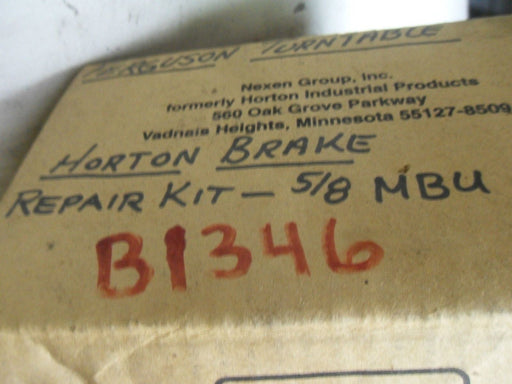 FERGUSON TURNTABLE
Nexen Group, Inc.
formerly Horton Industrial Products
560 Oak Grove Parkway
Vadnais Heights, Minnesota 55127-8509
HORTON BRAKE
REPAIR KIT - 5/8 MBU
B1346